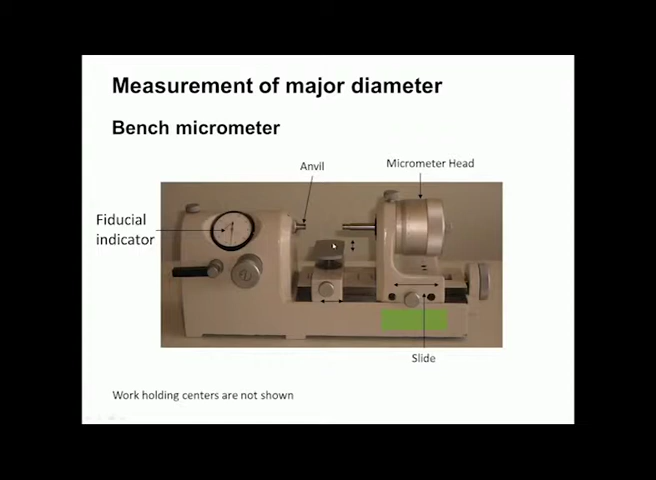 Measurement of major diameter
Bench micrometer
Anvil
Micrometer Head
Fiducial
indicator
Slide
Work holding centers are not shown